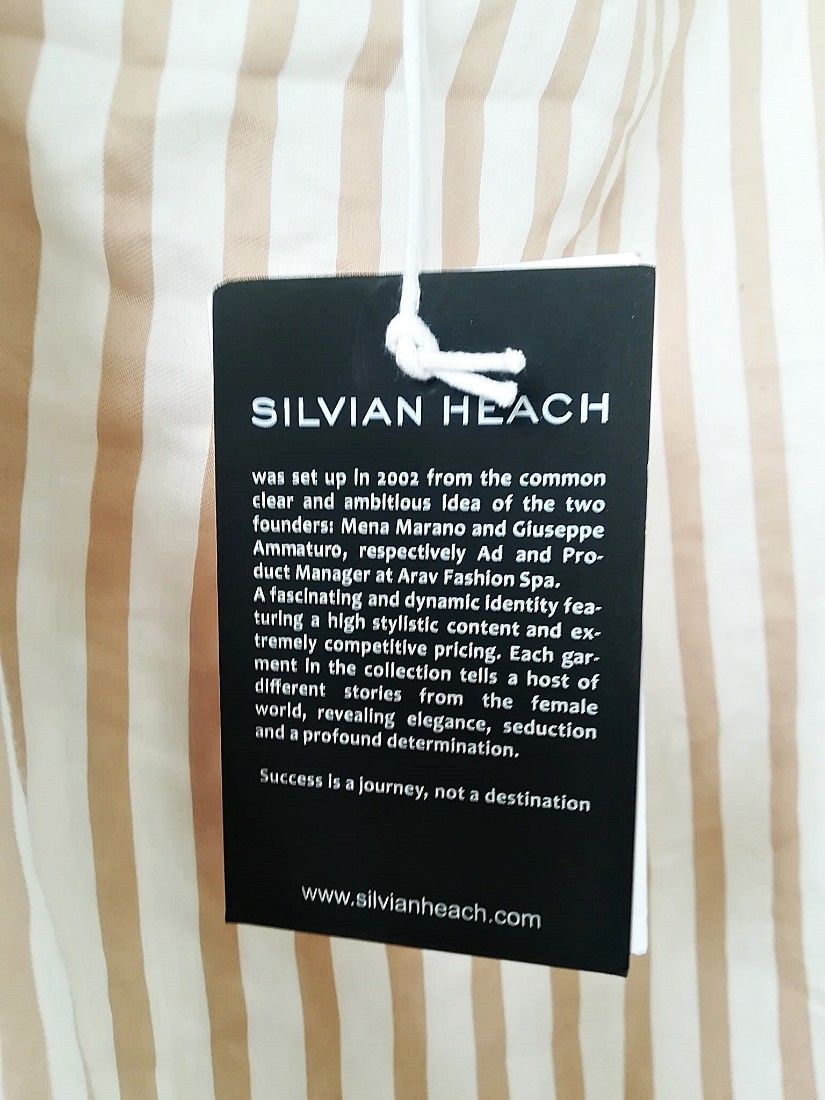 SILVIAN HEACH
was set up in 2002 from the common
clear and ambitious idea of the two
founders: Mena Marano and Giuseppe
Ammaturo, respectively Ad and Pro-
duct Manager at Arav Fashion Spa.
A fascinating and dynamic identity fea-
turing a high stylistic content and ex-
tremely competitive pricing. Each gar-
ment in the collection tells a host of
different stories from the female
world, revealing elegance, seduction
and a profound determination.
Success is a journey, not a destination
www.silvianheach.com